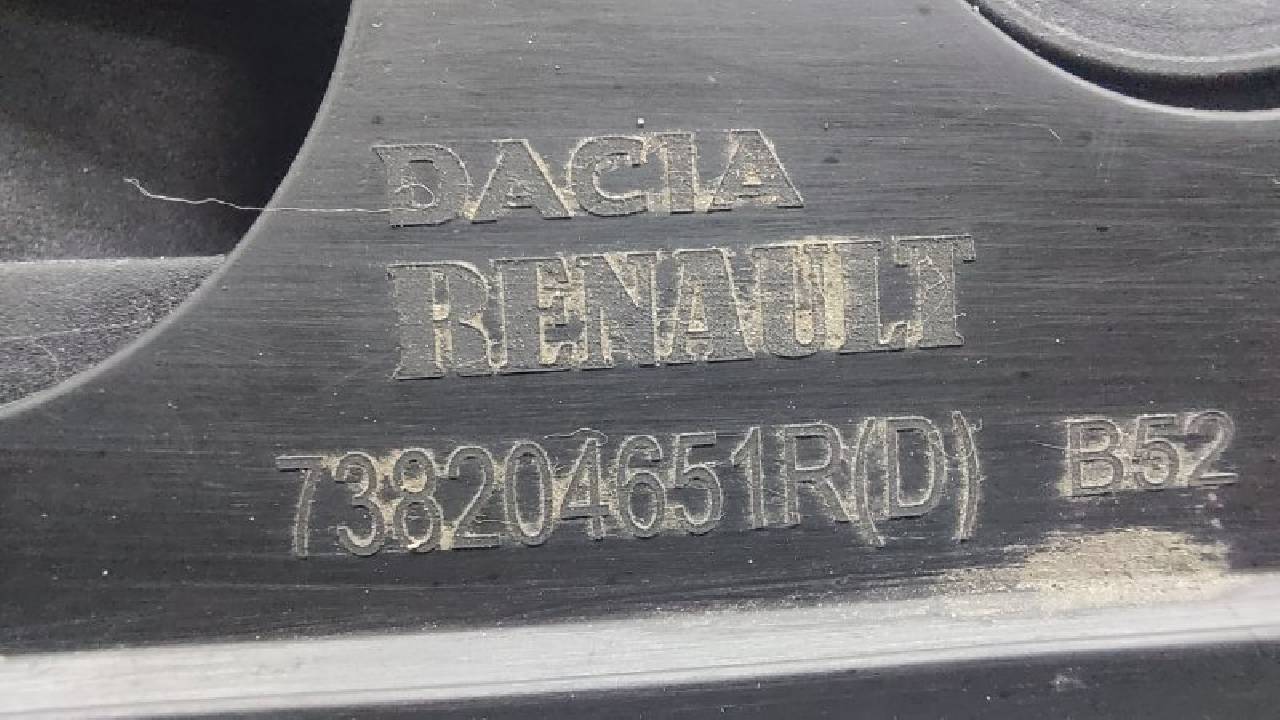 DACIA
RENAULT
738204651R(D) B52